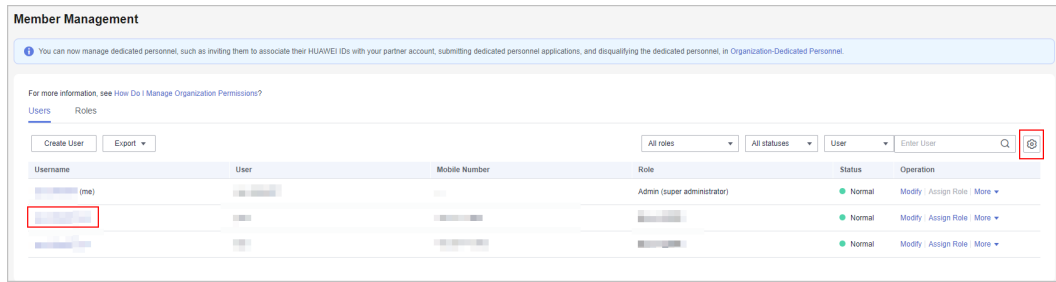 Member Management
You can now manage dedicated personnel, such as inviting them to associate their HUAWEI IDs with your partner account, submitting dedicated personnel applications, and disqualifying the dedicated personnel, in Organization-Dedicated Personnel.
For more information, see How Do I Manage Organization Permissions?
Users Roles
Create User Export All roles All statuses User Enter User
Username User Mobile Number Role Status Operation
(me) Admin (super administrator) Normal Modify | Assign Role | More
Normal Modify | Assign Role | More
Normal Modify | Assign Role | More